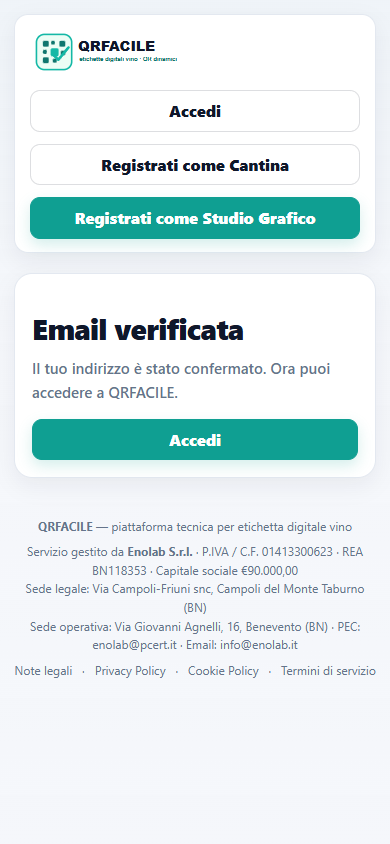 QRFACILE
etichette digitali vino · QR dinamici
Accedi
Registrati come Cantina
Registrati come Studio Grafico
Email verificata
Il tuo indirizzo è stato confermato. Ora puoi
accedere a QRFACILE.
Accedi
QRFACILE — piattaforma tecnica per etichetta digitale vino
Servizio gestito da Enolab S.r.l. · P.IVA / C.F. 01413300623 · REA
BN118353 · Capitale sociale €90.000,00
Sede legale: Via Campoli-Friuni snc, Campoli del Monte Taburno
(BN)
Sede operativa: Via Giovanni Agnelli, 16, Benevento (BN) · PEC:
enolab@pcert.it · Email: info@enolab.it
Note legali · Privacy Policy · Cookie Policy · Termini di servizio